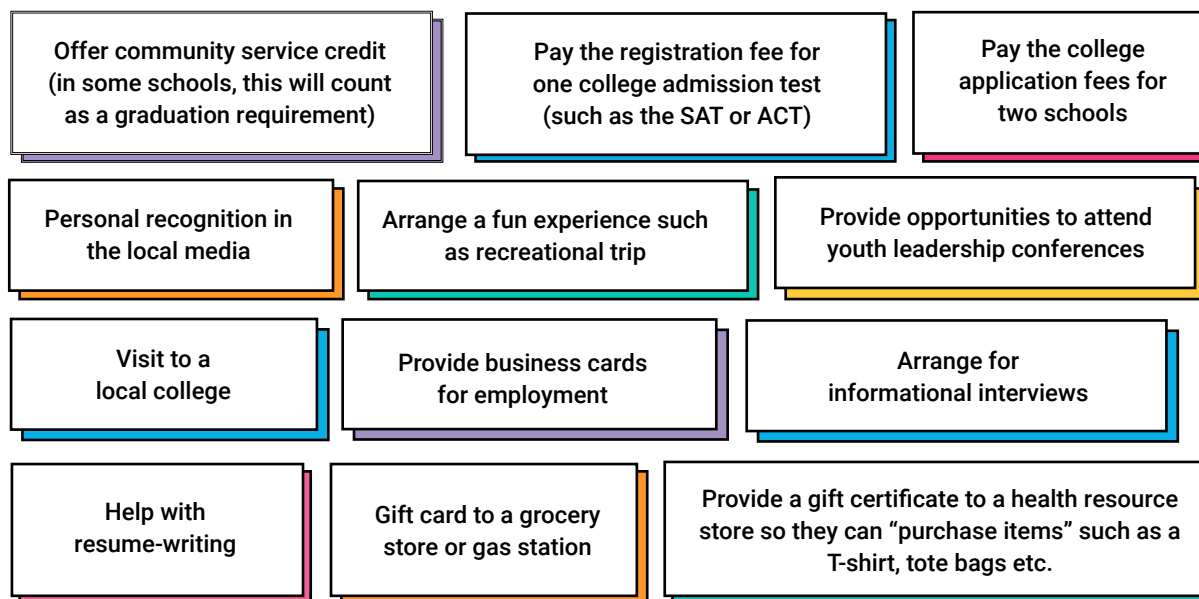 Offer community service credit
(in some schools, this will count
as a graduation requirement)
Pay the registration fee for
one college admission test
(such as the SAT or ACT)
Pay the college
application fees for
two schools
Personal recognition in
the local media
Arrange a fun experience such
as recreational trip
Provide opportunities to attend
youth leadership conferences
Visit to a
local college
Provide business cards
for employment
Arrange for
informational interviews
Help with
resume-writing
Gift card to a grocery
store or gas station
Provide a gift certificate to a health resource
store so they can “purchase items” such as a
T-shirt, tote bags etc.